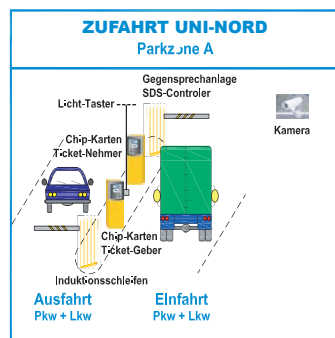 ZUFAHRT UNI-NORD
Parkzone A
Gegensprechanlage
SDS-Controler
Licht-Taster
Kamera
Chip-Karten
Ticket-Nehmer
Chip-Karten
Ticket-Geber
Induktionsschleifen
Ausfahrt
Pkw + Lkw
EInfahrt
Pkw + Lkw